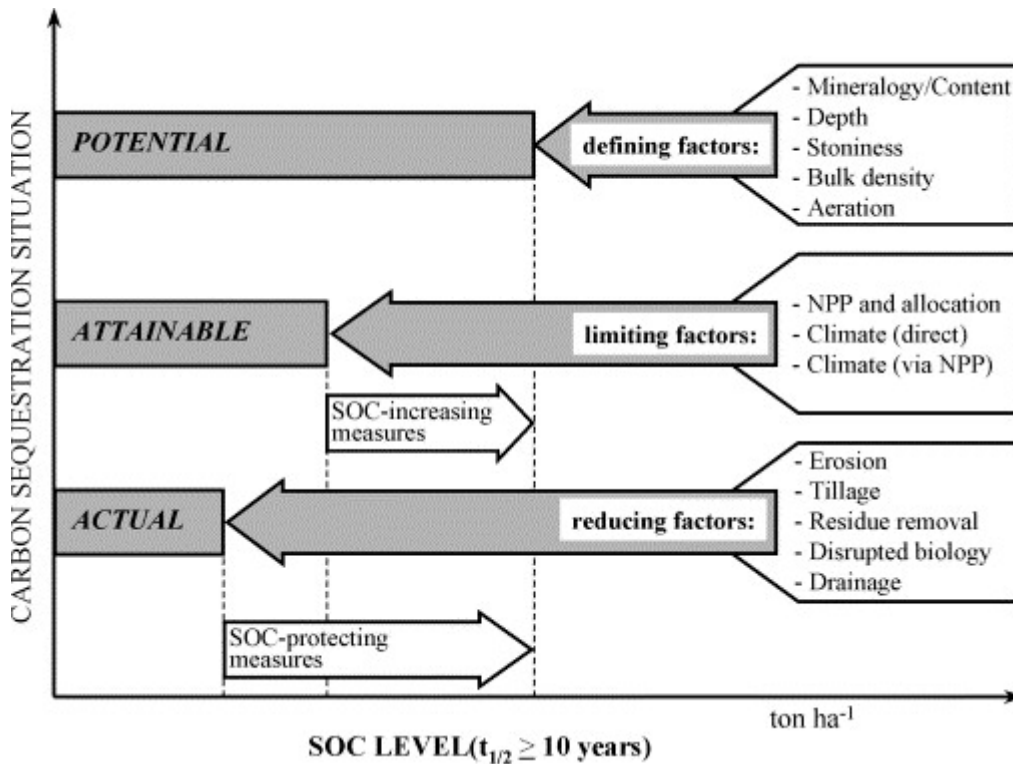 CARBON SEQUESTRATION SITUATION
POTENTIAL
defining factors:
- Mineralogy/Content
- Depth
- Stoniness
- Bulk density
- Aeration
ATTAINABLE
limiting factors:
- NPP and allocation
- Climate (direct)
- Climate (via NPP)
SOC-increasing
measures
ACTUAL
reducing factors:
- Erosion
- Tillage
- Residue removal
- Disrupted biology
- Drainage
SOC-protecting
measures
ton ha⁻¹
SOC LEVEL(t₁/₂ ≥ 10 years)